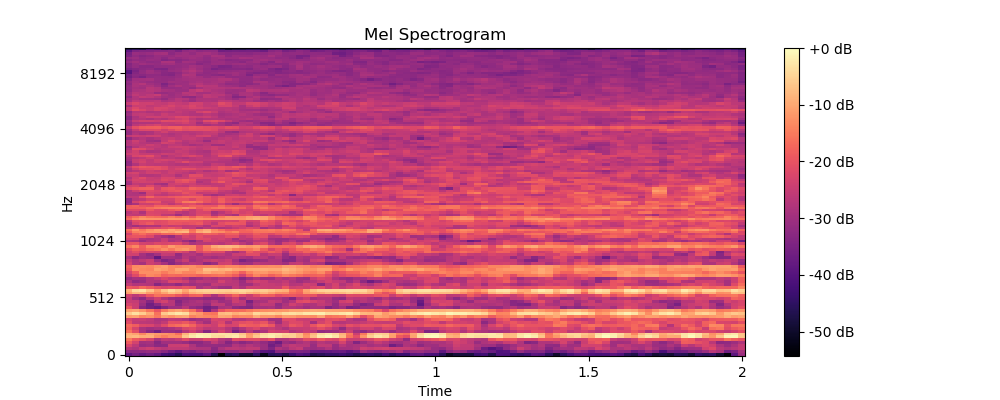 Mel Spectrogram
Hz
8192
4096
2048
1024
512
0
0 0.5 1 1.5 2
Time
+0 dB
-10 dB
-20 dB
-30 dB
-40 dB
-50 dB